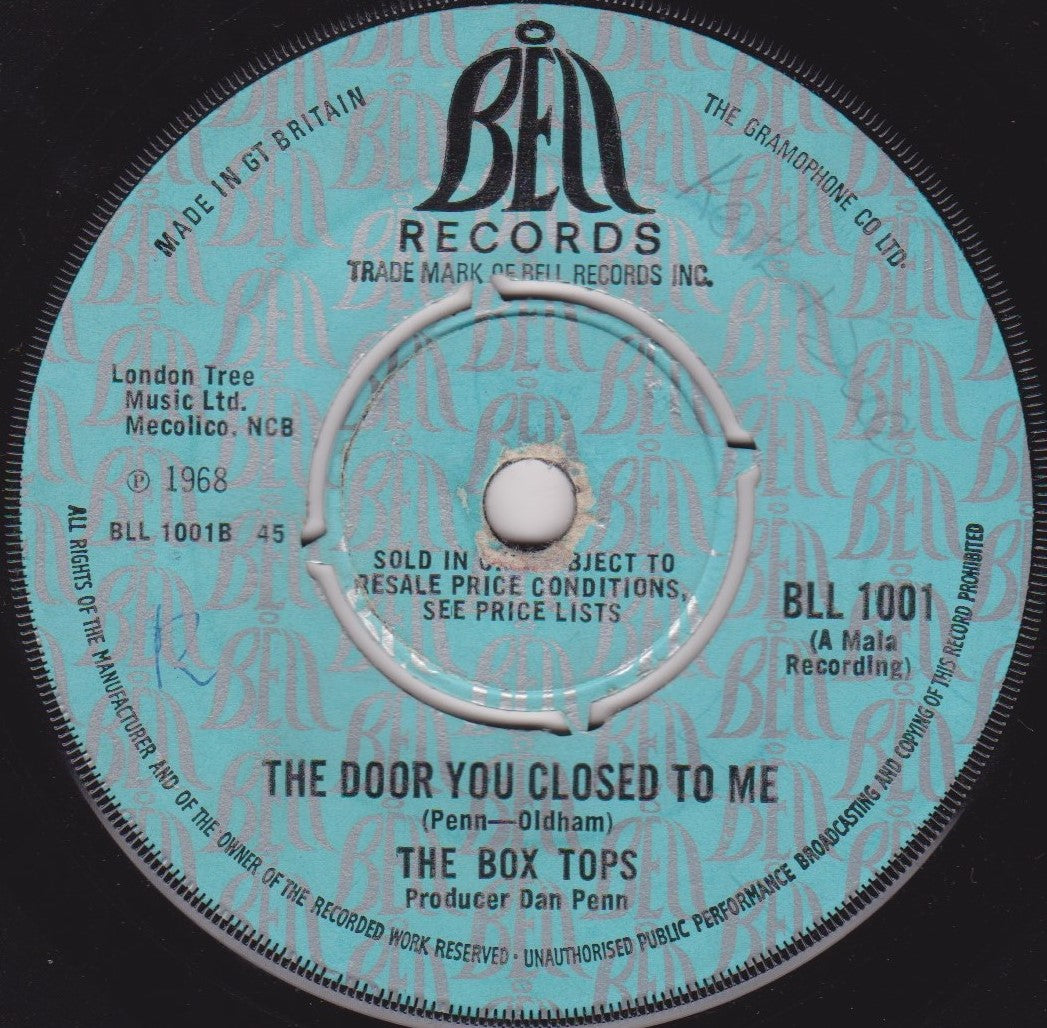 BELL
RECORDS
TRADE MARK OF BELL RECORDS INC.
MADE IN GT BRITAIN
THE GRAMOPHONE CO LTD.
London Tree
Music Ltd.
Mecolico. NCB
℗ 1968
BLL 1001B 45
SOLD IN BJECT TO
RESALE PRICE CONDITIONS,
SEE PRICE LISTS
BLL 1001
(A Mala
Recording)
THE DOOR YOU CLOSED TO ME
(Penn—Oldham)
THE BOX TOPS
Producer Dan Penn
ALL RIGHTS OF THE MANUFACTURER AND OF THE OWNER OF THE RECORDED WORK RESERVED · UNAUTHORISED PUBLIC PERFORMANCE BROADCASTING AND COPYING OF THIS RECORD PROHIBITED